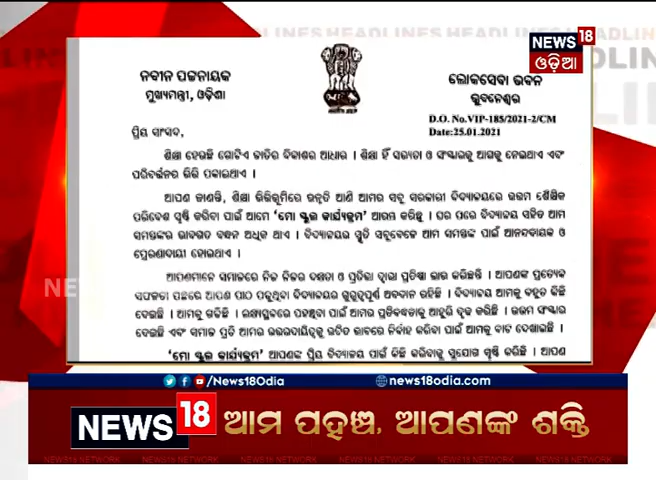 NEWS 18
ଓଡ଼ିଆ
ନବୀନ ପଟ୍ଟନାୟକ
ମୁଖ୍ୟମନ୍ତ୍ରୀ, ଓଡ଼ିଶା
ଲୋକସେବା ଭବନ
ଭୁବନେଶ୍ୱର
D.O. No.VIP-185/2021-2/CM
Date:25.01.2021
ପ୍ରିୟ ସାଂସଦ,
ଶିକ୍ଷା ହେଉଛି ଗୋଟିଏ ଜାତିର ବିକାଶର ଆଧାର । ଶିକ୍ଷା ହିଁ ସଭ୍ୟତା ଓ ସଂସ୍କାରକୁ ଆଗକୁ ନେଇଥାଏ ଏବଂ
ପରିବର୍ତ୍ତନର ଭିତ୍ତି ପକାଇଥାଏ ।
ଆପଣ ଜାଣନ୍ତି, ଶିକ୍ଷା ଭିତ୍ତିଭୂମିରେ ଉନ୍ନତି ଆଣି ଆମର ସବୁ ସରକାରୀ ବିଦ୍ୟାଳୟରେ ଉତ୍ତମ ଶୈକ୍ଷିକ
ପରିବେଶ ସୃଷ୍ଟି କରିବା ପାଇଁ ଆମେ ‘ମୋ ସ୍କୁଲ କାର୍ଯ୍ୟକ୍ରମ’ ଆରମ୍ଭ କରିଛୁ । ଘର ପରେ ବିଦ୍ୟାଳୟ ସହିତ ଆମ
ସମସ୍ତଙ୍କର ଭାବଗତ ବନ୍ଧନ ଅଧିକ ଥାଏ । ବିଦ୍ୟାଳୟର ସ୍ମୃତି ସବୁବେଳେ ଆମ ସମସ୍ତଙ୍କ ପାଇଁ ଆନନ୍ଦଦାୟକ ଓ
ପ୍ରେରଣାଦାୟୀ ହୋଇଥାଏ ।
ଆପଣମାନେ ସମାଜରେ ନିଜ ନିଜର ଦକ୍ଷତା ଓ ପ୍ରତିଭା ଦ୍ୱାରା ପ୍ରତିଷ୍ଠା ଲାଭ କରିଛନ୍ତି । ଆପଣଙ୍କ ପ୍ରତ୍ୟେକ
ସଫଳତା ପଛରେ ଆପଣ ପାଠ ପଢ଼ୁଥିବା ବିଦ୍ୟାଳୟର ଗୁରୁତ୍ୱପୂର୍ଣ୍ଣ ଅବଦାନ ରହିଛି । ବିଦ୍ୟାଳୟ ଆମକୁ ବହୁତ କିଛି
ଦେଇଛି । ଆମକୁ ଗଢ଼ିଛି । ଲକ୍ଷ୍ୟସ୍ଥଳରେ ପହଞ୍ଚିବା ପାଇଁ ଆମର ପ୍ରତିବଦ୍ଧତାକୁ ଆହୁରି ଦୃଢ଼ କରିଛି । ଉତ୍ତମ ସଂସ୍କାର
ଦେଇଛି ଏବଂ ସମାଜ ପ୍ରତି ଆମର ଉତ୍ତରଦାୟିତ୍ୱକୁ ଉଚିତ ଭାବରେ ନିର୍ବାହ କରିବା ପାଇଁ ଆମକୁ ବାଟ ଦେଖାଇଛି ।
‘ମୋ ସ୍କୁଲ କାର୍ଯ୍ୟକ୍ରମ’ ଆପଣଙ୍କ ପ୍ରିୟ ବିଦ୍ୟାଳୟ ପାଇଁ କିଛି କରିବାକୁ ସୁଯୋଗ ସୃଷ୍ଟି କରିଛି । ଆପଣ
/News18Odia
news18.com
NEWS 18 ଆମ ପହଞ୍ଚ, ଆପଣଙ୍କ ଶକ୍ତି